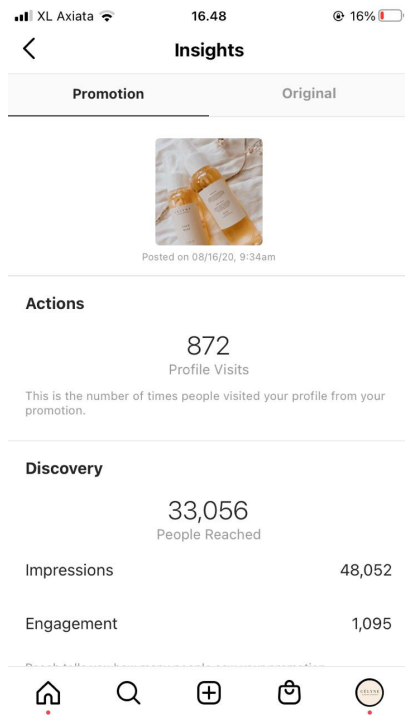 XL Axiata 16.48 16%
Insights
Promotion Original
Posted on 08/16/20, 9:34am
Actions
872
Profile Visits
This is the number of times people visited your profile from your
promotion.
Discovery
33,056
People Reached
Impressions 48,052
Engagement 1,095